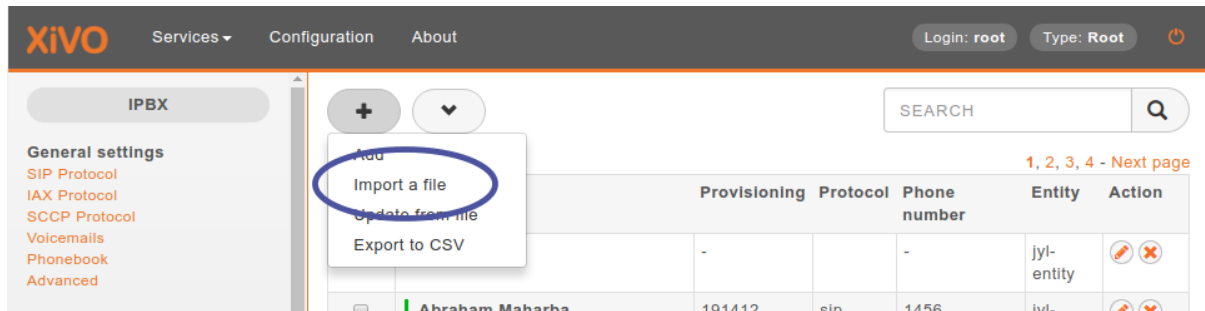 XiVO Services Configuration About Login: root Type: Root
IPBX
General settings
SIP Protocol
IAX Protocol
SCCP Protocol
Voicemails
Phonebook
Advanced
SEARCH
Add
Import a file
Update from file
Export to CSV
1, 2, 3, 4 - Next page
Provisioning Protocol Phone number Entity Action
- - jyl-entity
Abraham Maharba 191412 sip 1456 jyl-